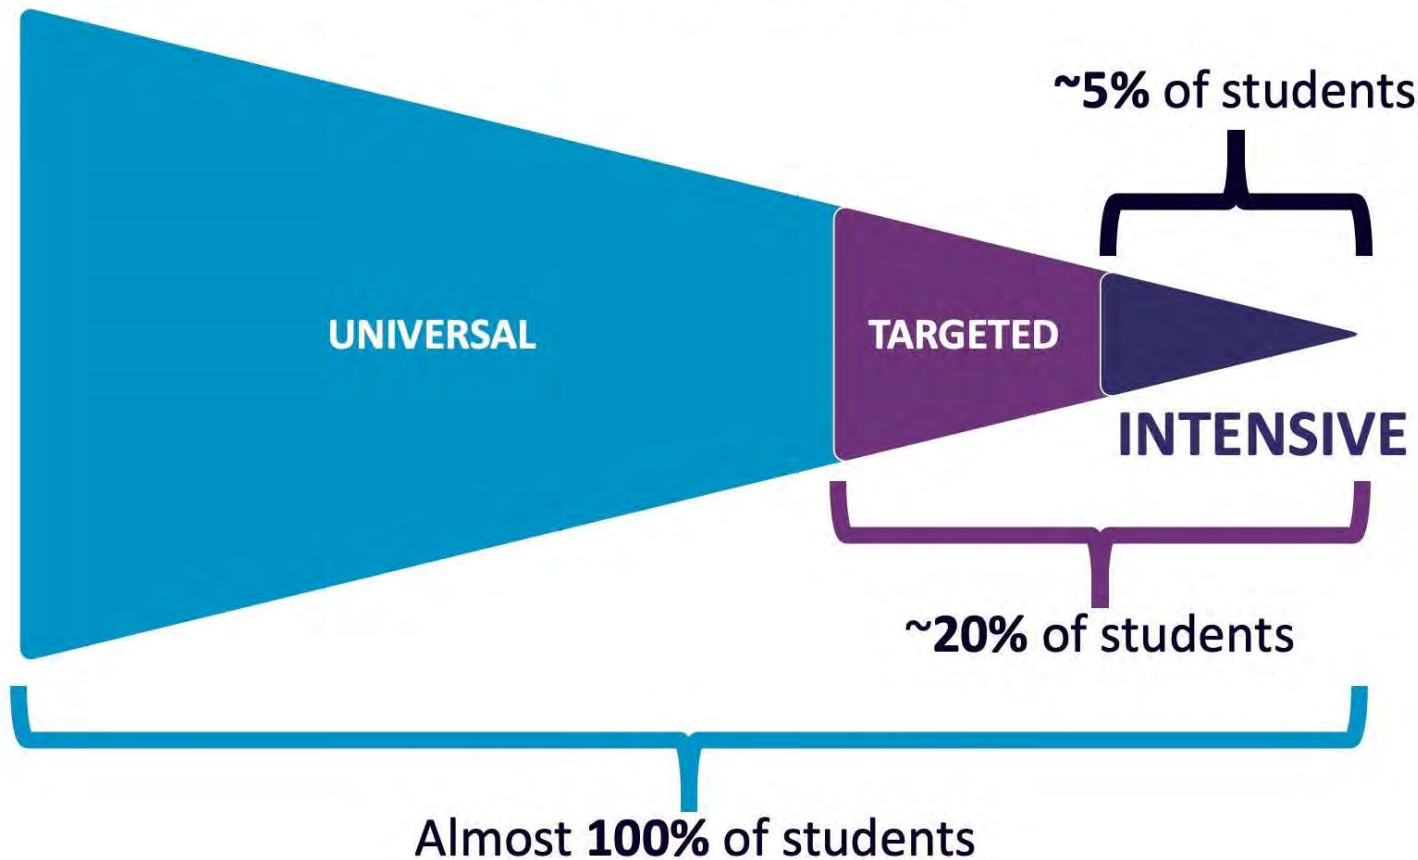 ~5% of students
UNIVERSAL
TARGETED
INTENSIVE
~20% of students
Almost 100% of students